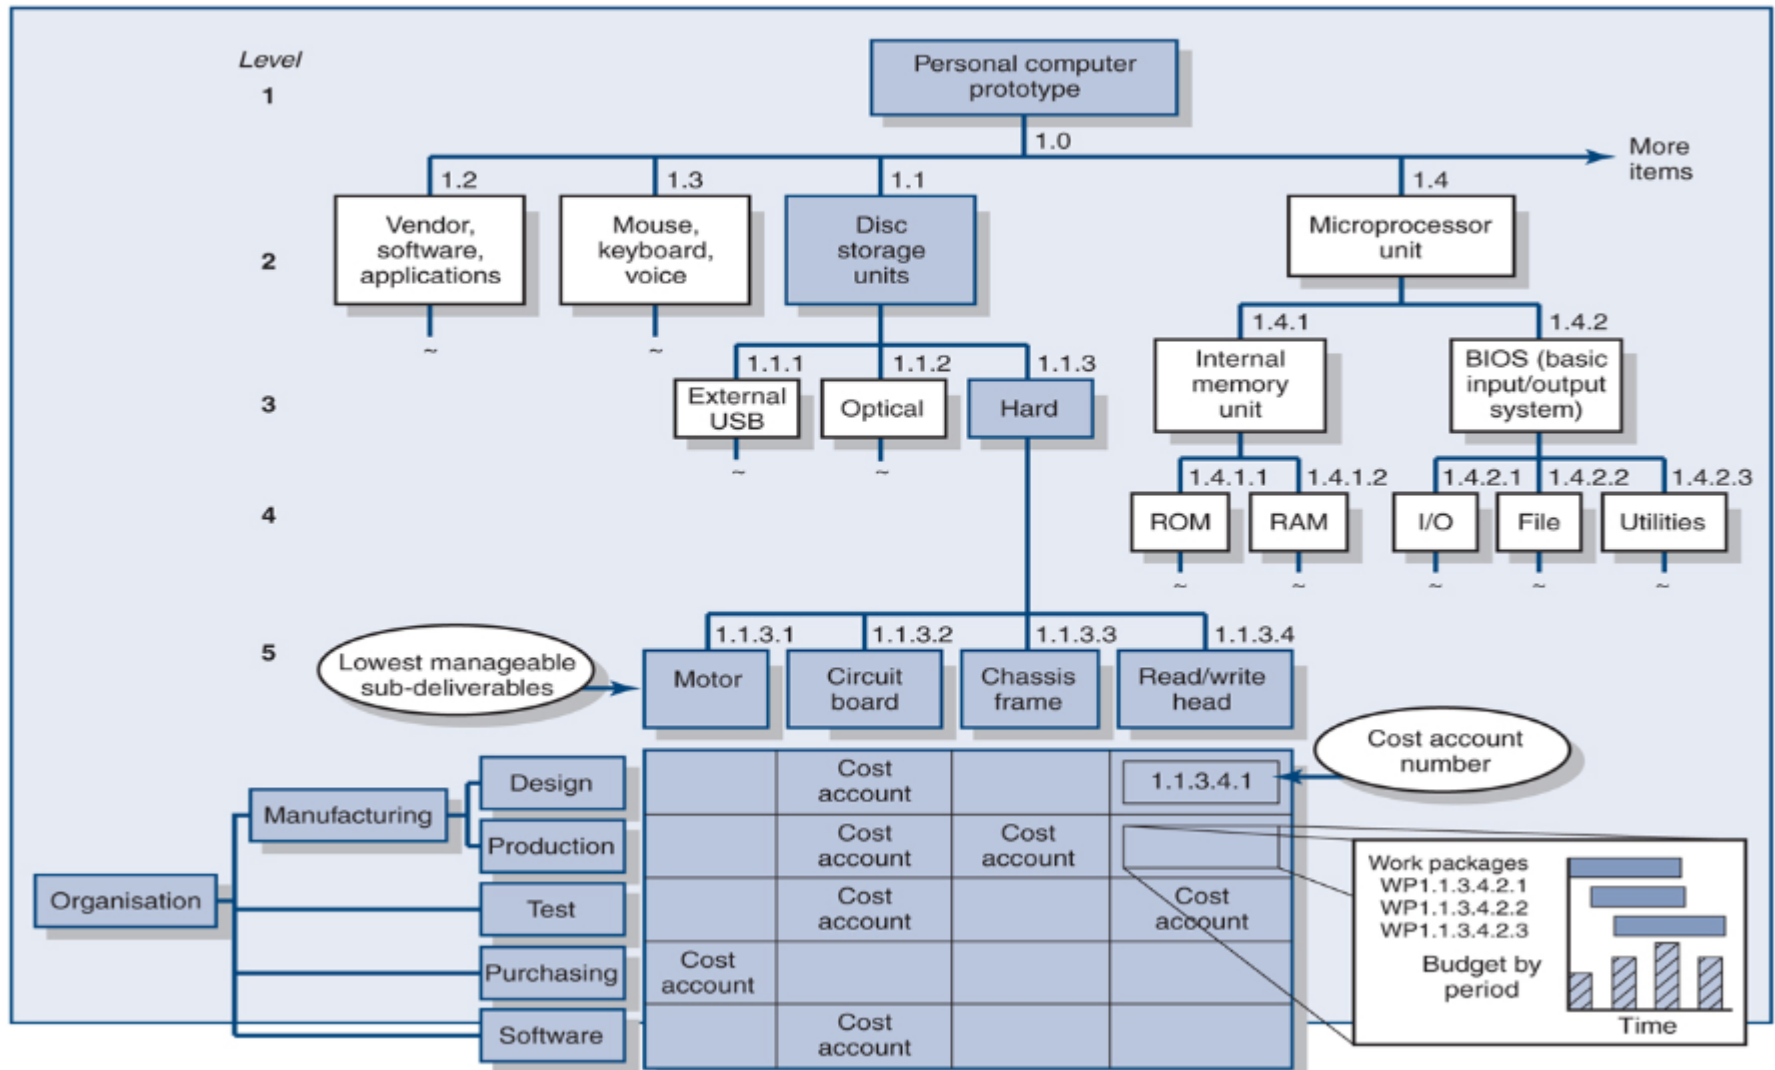 Level
1
Personal computer
prototype
1.0
More
items
1.2
1.3
1.1
1.4
2
Vendor,
software,
applications
Mouse,
keyboard,
voice
Disc
storage
units
Microprocessor
unit
~
~
1.1.1
1.1.2
1.1.3
1.4.1
1.4.2
3
External
USB
Optical
Hard
Internal
memory
unit
BIOS (basic
input/output
system)
~
~
1.4.1.1
1.4.1.2
1.4.2.1
1.4.2.2
1.4.2.3
4
ROM
RAM
I/O
File
Utilities
~
~
~
~
~
5
Lowest manageable
sub-deliverables
1.1.3.1
1.1.3.2
1.1.3.3
1.1.3.4
Motor
Circuit
board
Chassis
frame
Read/write
head
Cost account
number
Organisation
Manufacturing
Design
Cost
account
1.1.3.4.1
Production
Cost
account
Cost
account
Test
Cost
account
Cost
account
Purchasing
Cost
account
Software
Cost
account
Work packages
WP1.1.3.4.2.1
WP1.1.3.4.2.2
WP1.1.3.4.2.3
Budget by
period
Time